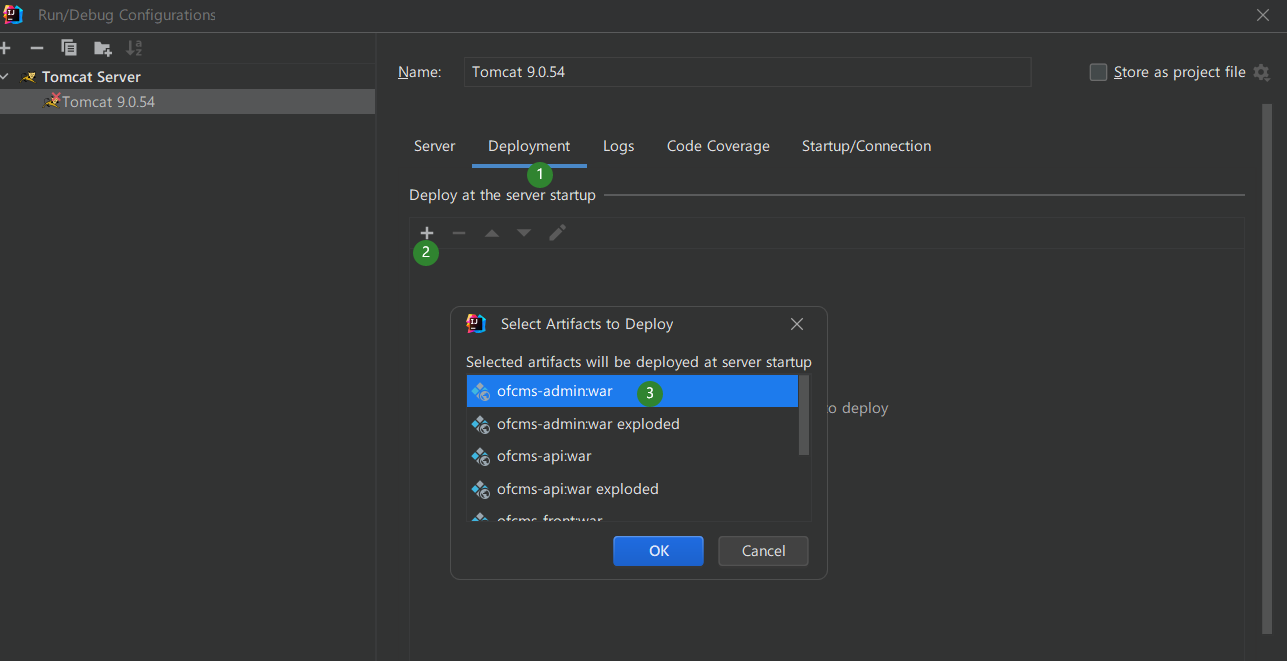 Run/Debug Configurations
Tomcat Server
Tomcat 9.0.54
Name: Tomcat 9.0.54 Store as project file
Server Deployment Logs Code Coverage Startup/Connection
1
Deploy at the server startup
2
Select Artifacts to Deploy
Selected artifacts will be deployed at server startup
ofcms-admin:war 3
o deploy
ofcms-admin:war exploded
ofcms-api:war
ofcms-api:war exploded
ofcms-front:war
OK Cancel